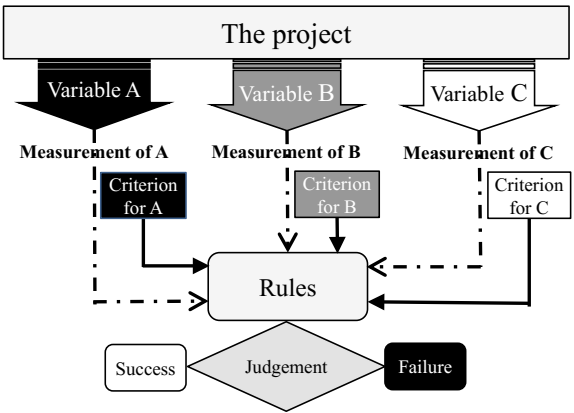 The project
Variable A
Variable B
Variable C
Measurement of A
Measurement of B
Measurement of C
Criterion
for A
Criterion
for B
Criterion
for C
Rules
Success
Judgement
Failure